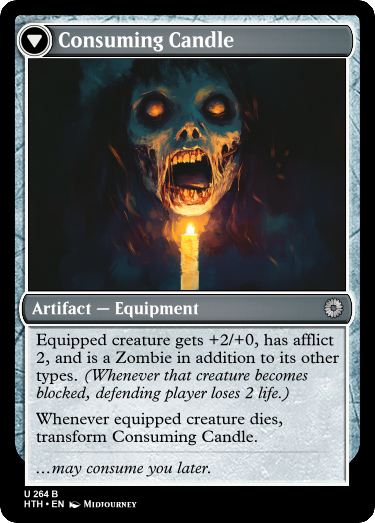 Consuming Candle
Artifact — Equipment
Equipped creature gets +2/+0, has afflict
2, and is a Zombie in addition to its other
types. (Whenever that creature becomes
blocked, defending player loses 2 life.)
Whenever equipped creature dies,
transform Consuming Candle.
…may consume you later.
U 264 B
HTH • EN Midjourney